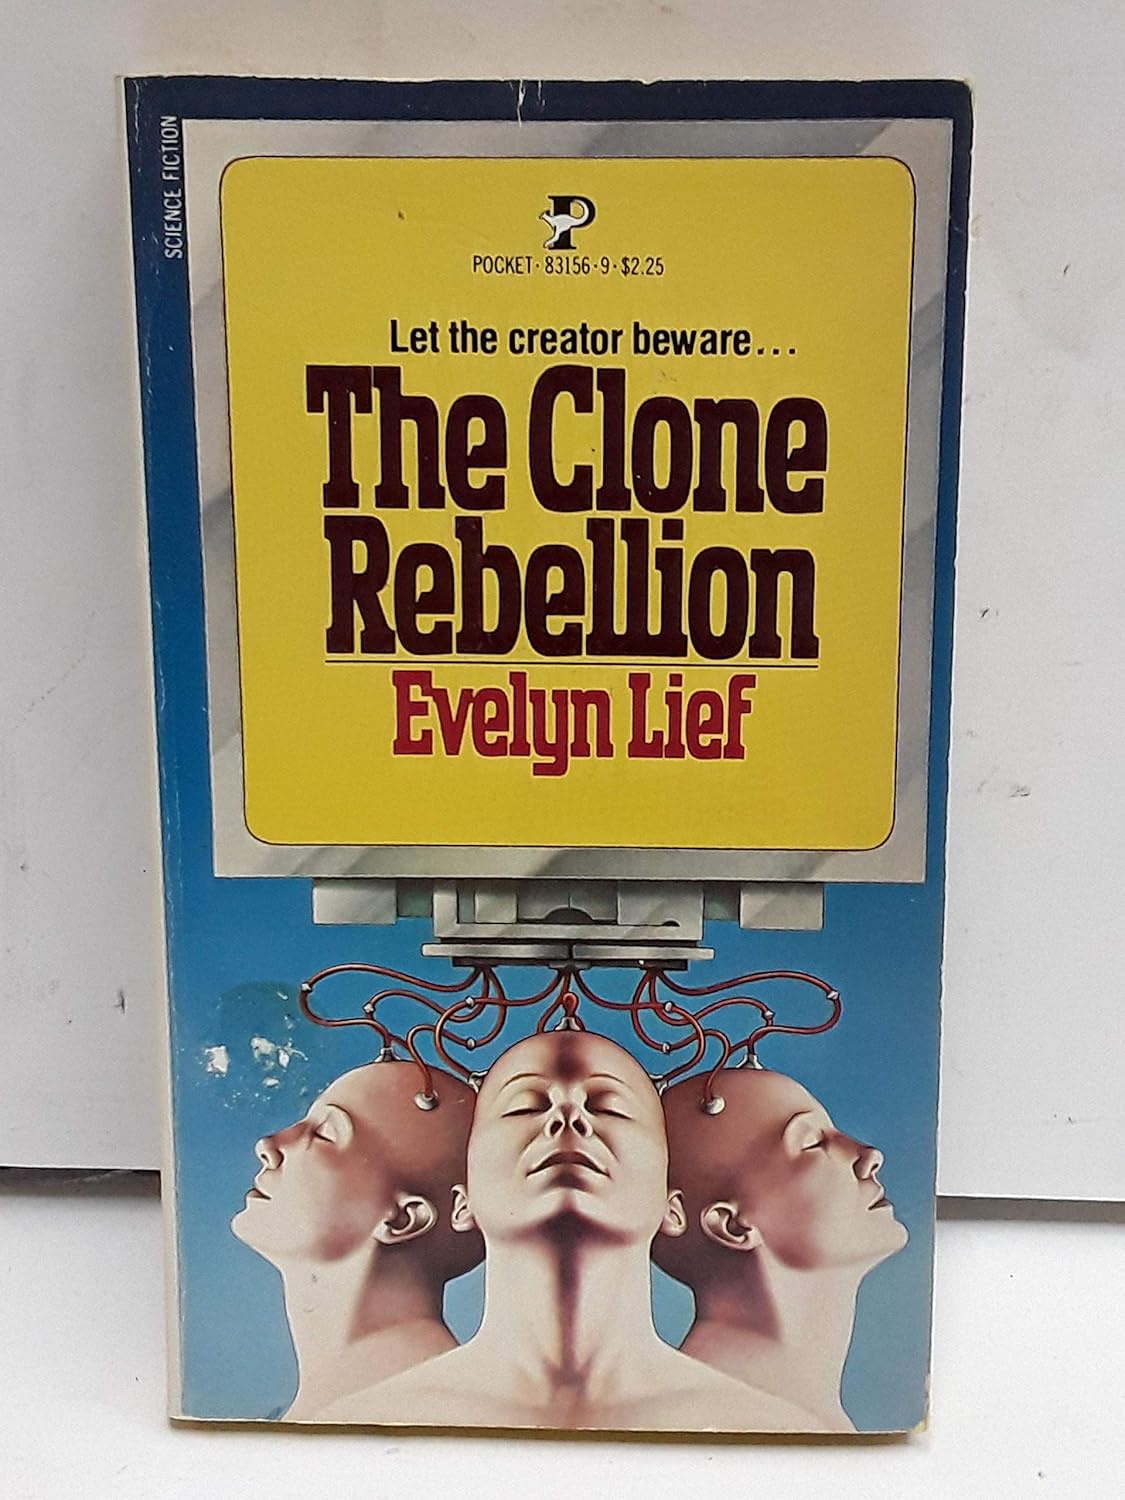 SCIENCE FICTION
P
POCKET·83156·9·$2.25
Let the creator beware...
The Clone
Rebellion
Evelyn Lief